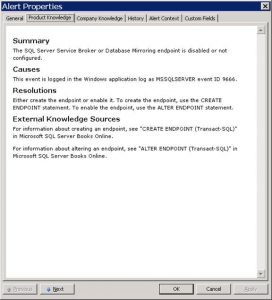 Alert Properties
General Product Knowledge Company Knowledge History Alert Context Custom Fields
Summary
The SQL Server Service Broker or Database Mirroring endpoint is disabled or not
configured.
Causes
This event is logged in the Windows application log as MSSQLSERVER event ID 9666.
Resolutions
Either create the endpoint or enable it. To create the endpoint, use the CREATE
ENDPOINT statement. To enable the endpoint, use the ALTER ENDPOINT statement.
External Knowledge Sources
For information about creating an endpoint, see "CREATE ENDPOINT (Transact-SQL)"
in Microsoft SQL Server Books Online.
For information about altering an endpoint, see "ALTER ENDPOINT (Transact-SQL)" in
Microsoft SQL Server Books Online.
Previous Next OK Cancel Apply